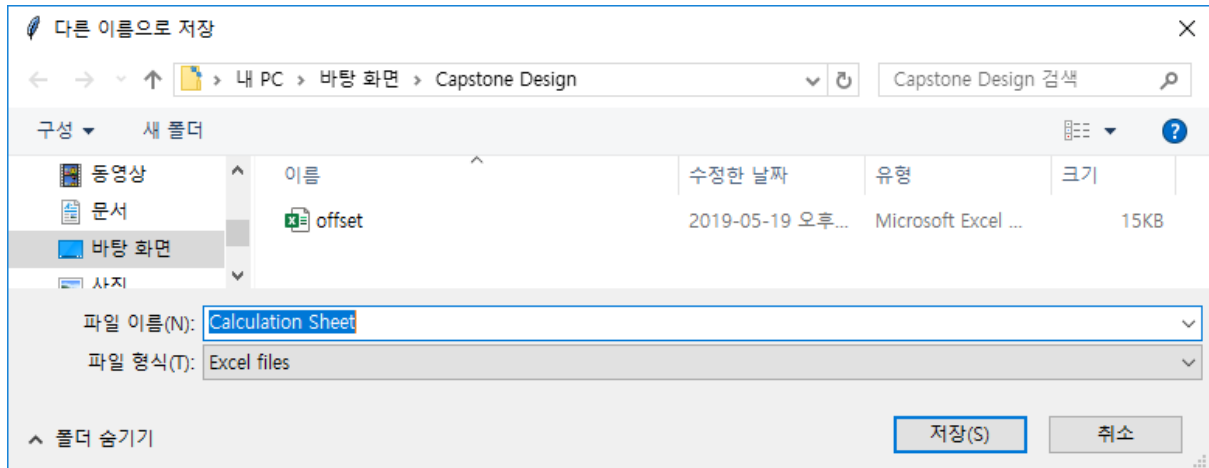 다른 이름으로 저장
내 PC > 바탕 화면 > Capstone Design
Capstone Design 검색
구성
새 폴더
이름
수정한 날짜
유형
크기
동영상
문서
바탕 화면
사진
offset
2019-05-19 오후...
Microsoft Excel ...
15KB
파일 이름(N):
Calculation Sheet
파일 형식(T):
Excel files
폴더 숨기기
저장(S)
취소